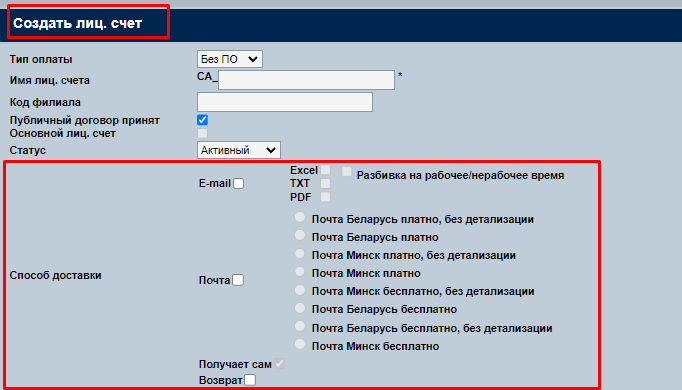 Создать лиц. счет
Тип оплаты Без ПО
Имя лиц. счета CA_ *
Код филиала
Публичный договор принят
Основной лиц. счет
Статус Активный
Excel
E-mail TXT Разбивка на рабочее/нерабочее время
PDF
Почта Беларусь платно, без детализации
Почта Беларусь платно
Почта Минск платно, без детализации
Способ доставки Почта Почта Минск платно
Почта Минск бесплатно, без детализации
Почта Беларусь бесплатно
Почта Беларусь бесплатно, без детализации
Почта Минск бесплатно
Получает сам
Возврат